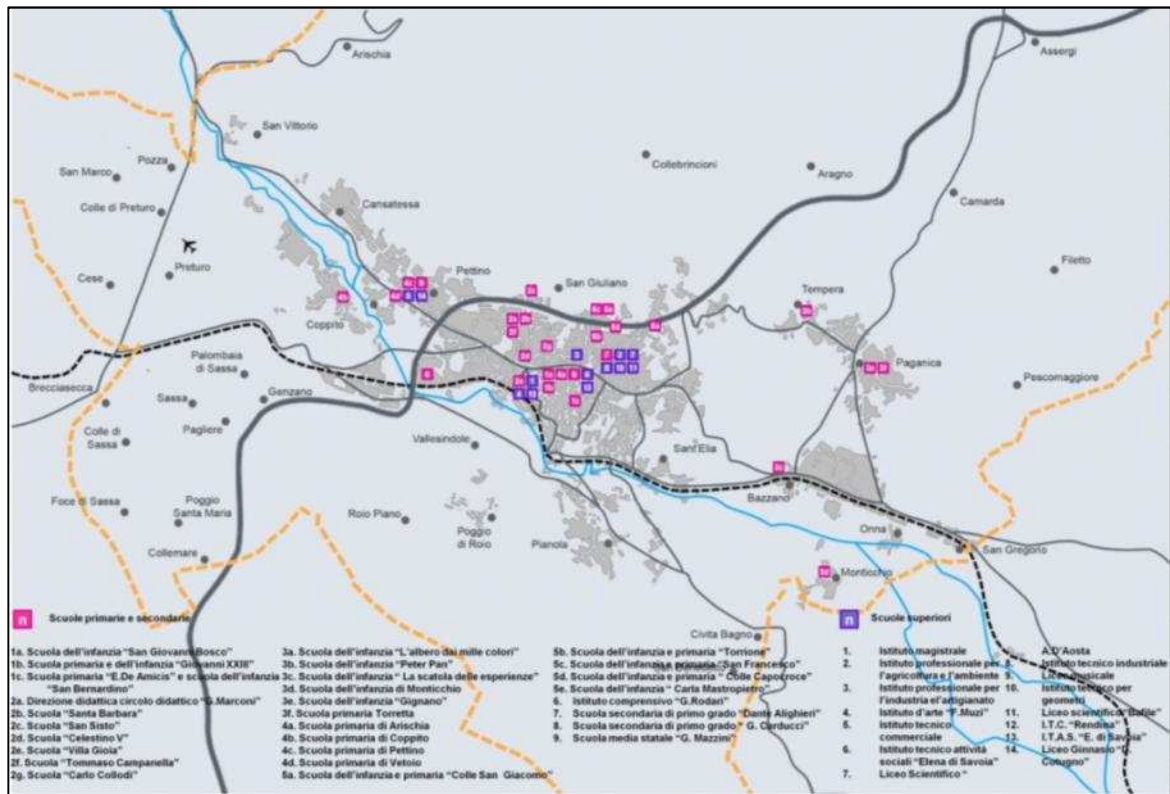 Arischia
Assergi
San Vittorio
Collebrincioni
Aragno
Pozza
San Marco
Camarda
Colle di Preturo
Cansatessa
Preturo
Pettino
San Giuliano
Filetto
Cese
Tempera
Coppito
Palombaia
di Sassa
Paganica
Brecciasecca
Genzano
Pescomaggiore
Sassa
Pagliere
Colle di
Sassa
Vallesindole
Sant'Elia
Bazzano
Foce di Sassa
Poggio
Santa Maria
Roio Piano
Poggio
di Roio
Pianola
Onna
San Gregorio
Collemare
Monticchio
Civita Bagno
n Scuole primarie e secondarie
1a. Scuola dell'infanzia "San Giovanni Bosco"
1b. Scuola primaria e dell'infanzia "Giovanni XXIII"
1c. Scuola primaria "E.De Amicis" e scuola dell'infanzia
"San Bernardino"
2a. Direzione didattica circolo didattico "G.Marconi"
2b. Scuola "Santa Barbara"
2c. Scuola "San Sisto"
2d. Scuola "Celestino V"
2e. Scuola "Villa Gioia"
2f. Scuola "Tommaso Campanella"
2g. Scuola "Carlo Collodi"
3a. Scuola dell'infanzia "L'albero dai mille colori"
3b. Scuola dell'infanzia "Peter Pan"
3c. Scuola dell'infanzia " La scatola delle esperienze"
3d. Scuola dell'infanzia di Monticchio
3e. Scuola dell'infanzia "Gignano"
3f. Scuola primaria Torretta
4a. Scuola primaria di Arischia
4b. Scuola primaria di Coppito
4c. Scuola primaria di Pettino
4d. Scuola primaria di Vetoio
5a. Scuola dell'infanzia e primaria "Colle San Giacomo"
5b. Scuola dell'infanzia e primaria "Torrione"
5c. Scuola dell'infanzia e primaria "San Francesco"
5d. Scuola dell'infanzia e primaria " Colle Capocroce"
5e. Scuola dell'infanzia " Carla Mastropietro"
6. Istituto comprensivo "G.Rodari"
7. Scuola secondaria di primo grado "Dante Alighieri"
8. Scuola secondaria di primo grado " G. Carducci"
9. Scuola media statale "G. Mazzini"
n Scuole superiori
1. Istituto magistrale
2. Istituto professionale per
l'agricoltura e l'ambiente
3. Istituto professionale per
l'industria el'artigianato
4. Istituto d'arte "F.Muzi"
5. Istituto tecnico
commerciale
6. Istituto tecnico attività
sociali "Elena di Savoia"
7. Liceo Scientifico "
A.D'Aosta
8. Istituto tecnico industriale
9. Liceo musicale
10. Istituto tecnico per
geometri
11. Liceo scientifico "Bafile"
12. I.T.C. "Rendina"
13. I.T.A.S. "E. di Savoia"
14. Liceo Ginnasio "D.
Cotugno"